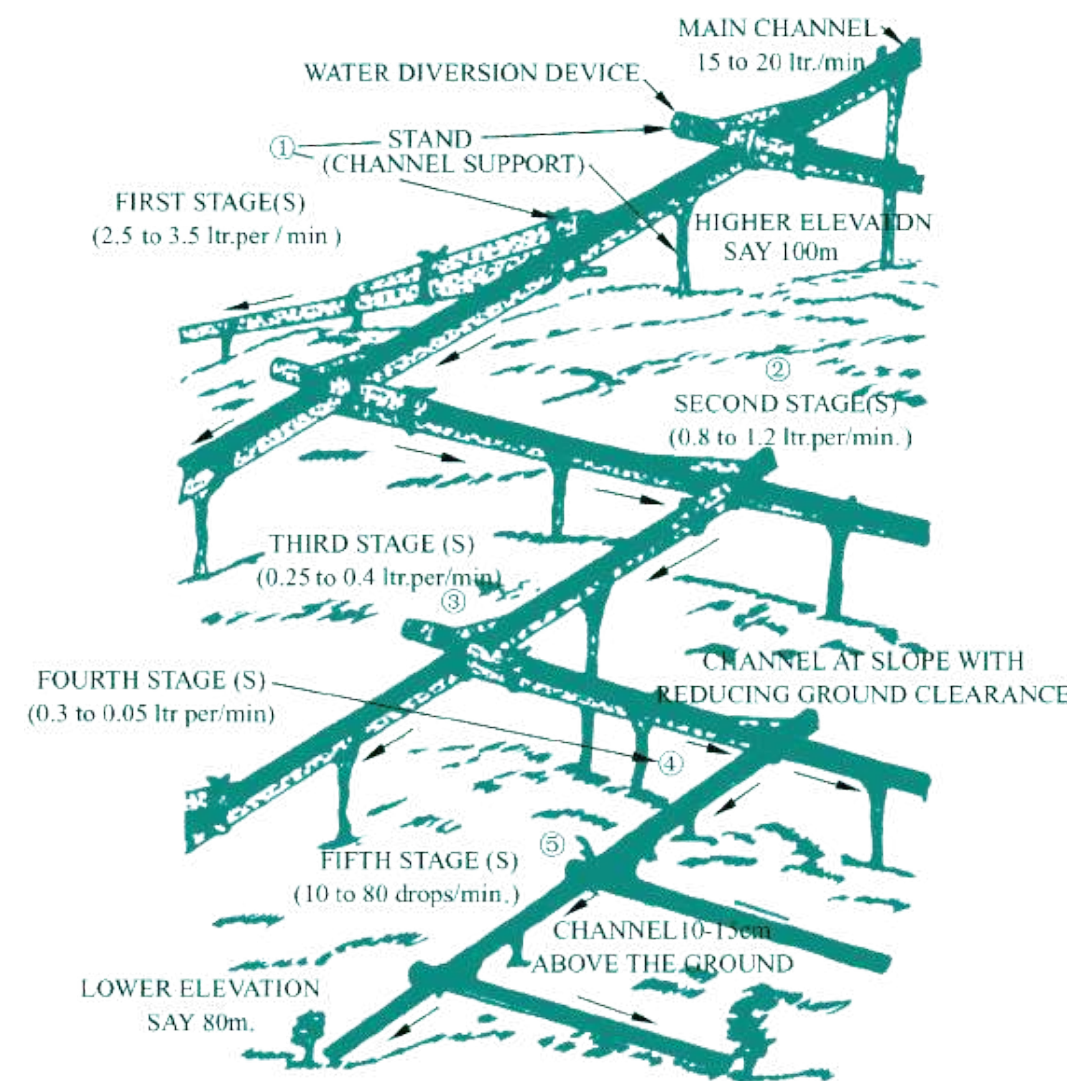 MAIN CHANNEL
15 to 20 ltr./min
WATER DIVERSION DEVICE
① STAND
(CHANNEL SUPPORT)
FIRST STAGE(S)
(2.5 to 3.5 ltr.per / min )
HIGHER ELEVATDN
SAY 100m
②
SECOND STAGE(S)
(0.8 to 1.2 ltr.per/min. )
THIRD STAGE (S)
(0.25 to 0.4 ltr.per/min)
③
CHANNEL AT SLOPE WITH
REDUCING GROUND CLEARANCE
FOURTH STAGE (S)
(0.3 to 0.05 ltr per/min)
④
⑤
FIFTH STAGE (S)
(10 to 80 drops/min.)
CHANNEL10-15cm
ABOVE THE GROUND
LOWER ELEVATION
SAY 80m.